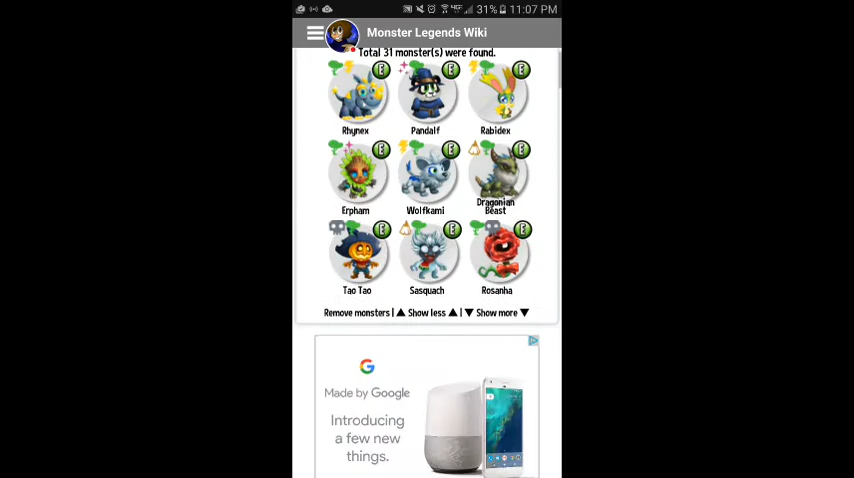 31% 11:07 PM
Monster Legends Wiki
Total 31 monster(s) were found.
E E E
Rhynex Pandalf Rabidex
E E E
Erpham Wolfkami Dragonian
Beast
E E E
Tao Tao Sasquach Rosanha
Remove monsters | ▲ Show less ▲ | ▼ Show more ▼
G
Made by Google
Introducing
a few new
things.